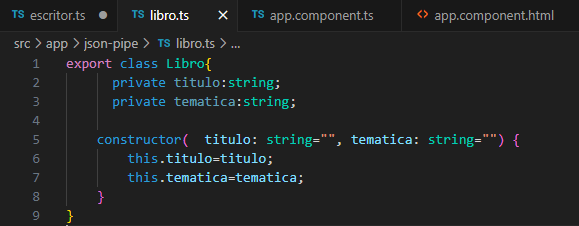 TS escritor.ts ● TS libro.ts × TS app.component.ts <> app.component.html
src > app > json-pipe > TS libro.ts > ...
1 export class Libro{
2 private titulo:string;
3 private tematica:string;
4
5 constructor(  titulo: string="", tematica: string="") {
6 this.titulo=titulo;
7 this.tematica=tematica;
8 }
9 }